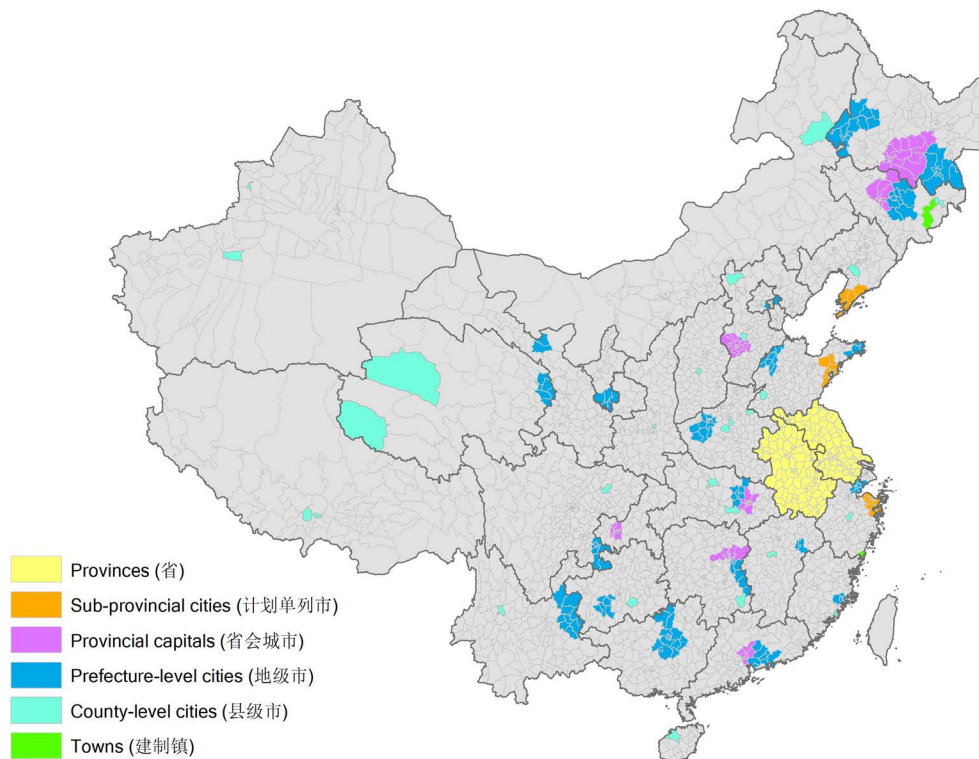 Provinces (省)
Sub-provincial cities (计划单列市)
Provincial capitals (省会城市)
Prefecture-level cities (地级市)
County-level cities (县级市)
Towns (建制镇)